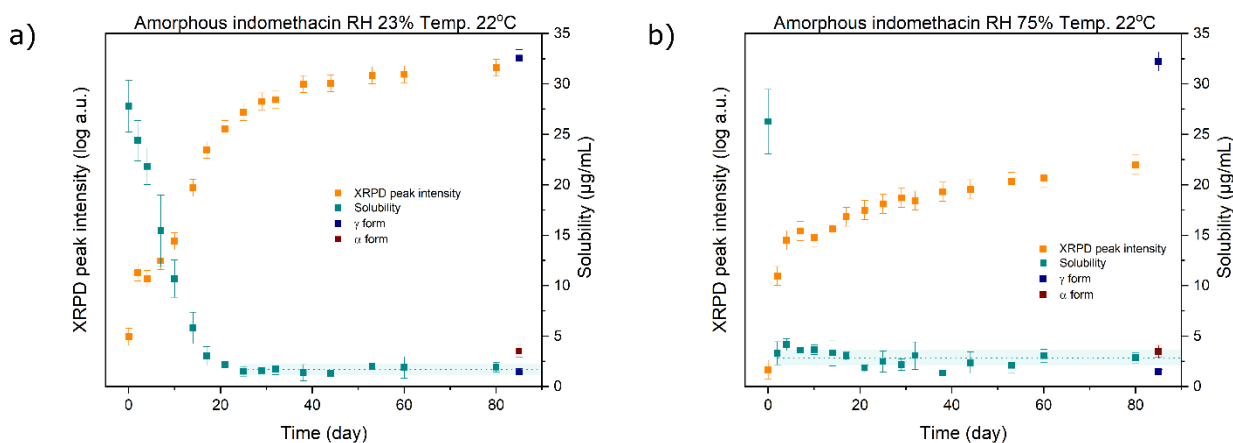 a)
Amorphous indomethacin RH 23% Temp. 22°C
XRPD peak intensity (log a.u.)
35
30
25
20
15
10
5
0
Solubility (µg/mL)
XRPD peak intensity
Solubility
γ form
α form
0 20 40 60 80
Time (day)
b)
Amorphous indomethacin RH 75% Temp. 22°C
XRPD peak intensity (log a.u.)
35
30
25
20
15
10
5
0
Solubility (µg/mL)
XRPD peak intensity
Solubility
γ form
α form
0 20 40 60 80
Time (day)